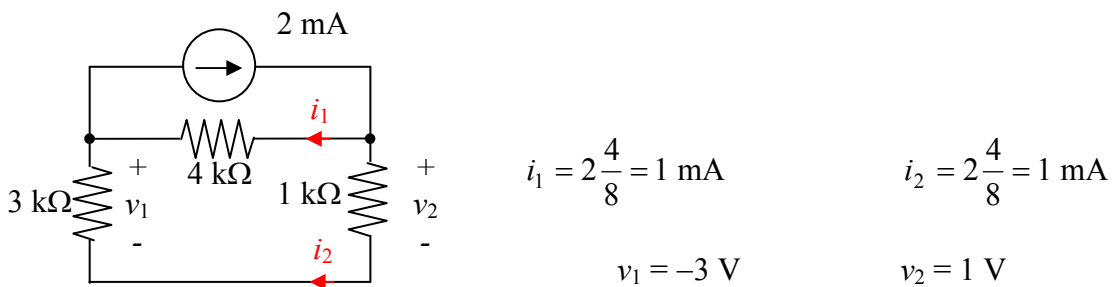 2 mA
i₁
4 kΩ
3 kΩ
+
v₁
-
1 kΩ
+
v₂
-
i₂
i₁ = 2 4/8 = 1 mA
i₂ = 2 4/8 = 1 mA
v₁ = –3 V
v₂ = 1 V